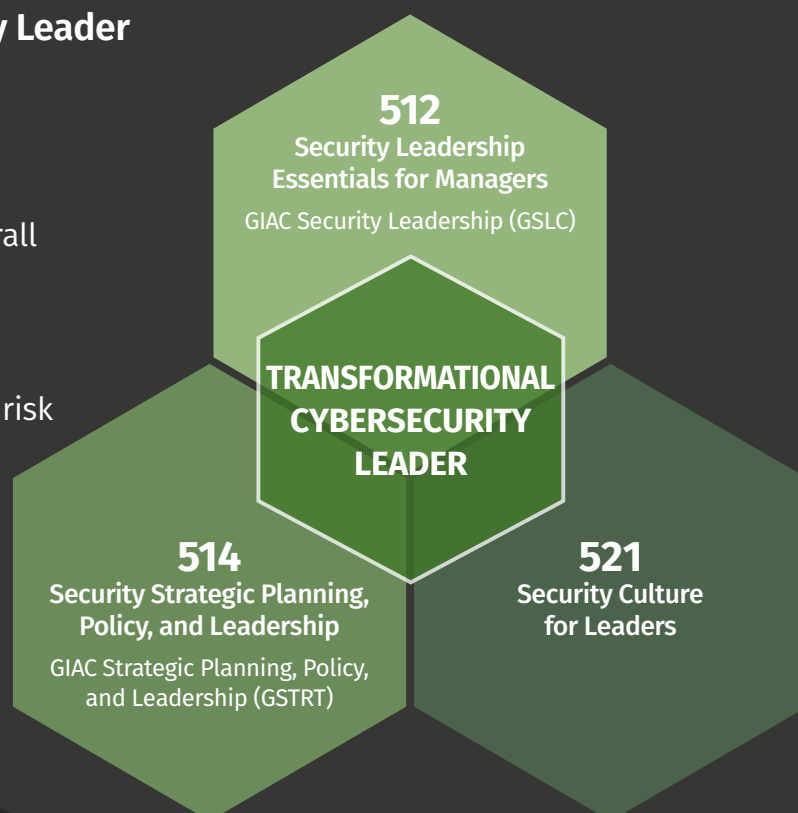 Leader
512
Security Leadership
Essentials for Managers
GIAC Security Leadership (GSLC)
risk
TRANSFORMATIONAL
CYBERSECURITY
LEADER
514
Security Strategic Planning,
Policy, and Leadership
GIAC Strategic Planning, Policy,
and Leadership (GSTRT)
521
Security Culture
for Leaders